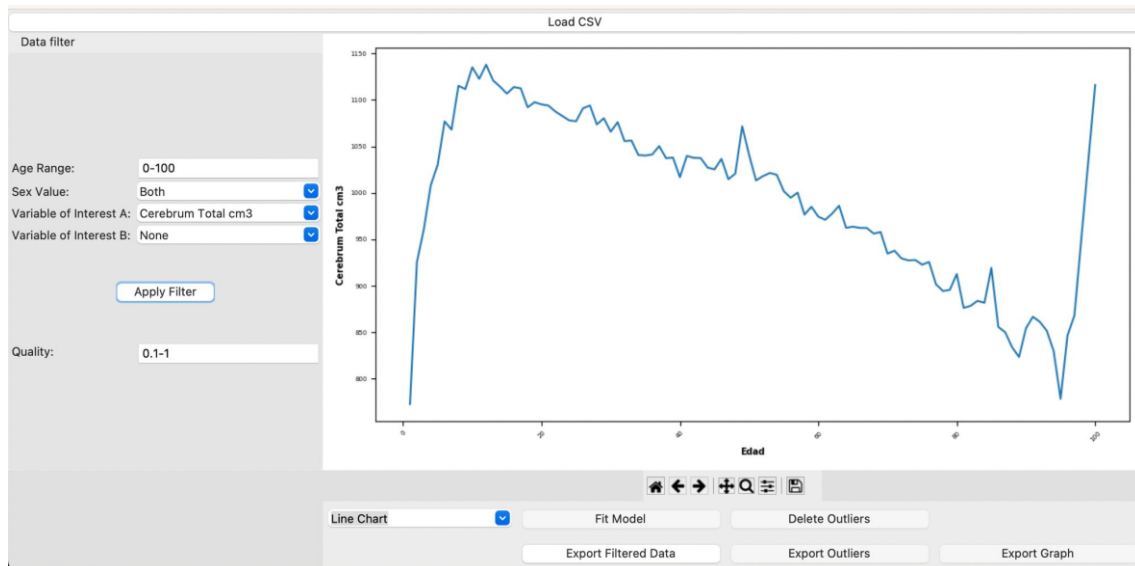 Load CSV
Data filter
Age Range: 0-100
Sex Value: Both
Variable of Interest A: Cerebrum Total cm3
Variable of Interest B: None
Apply Filter
Quality: 0.1-1
Cerebrum Total cm3
1150
1100
1050
1000
950
900
850
800
0 20 40 60 80 100
Edad
Line Chart Fit Model Delete Outliers
Export Filtered Data Export Outliers Export Graph